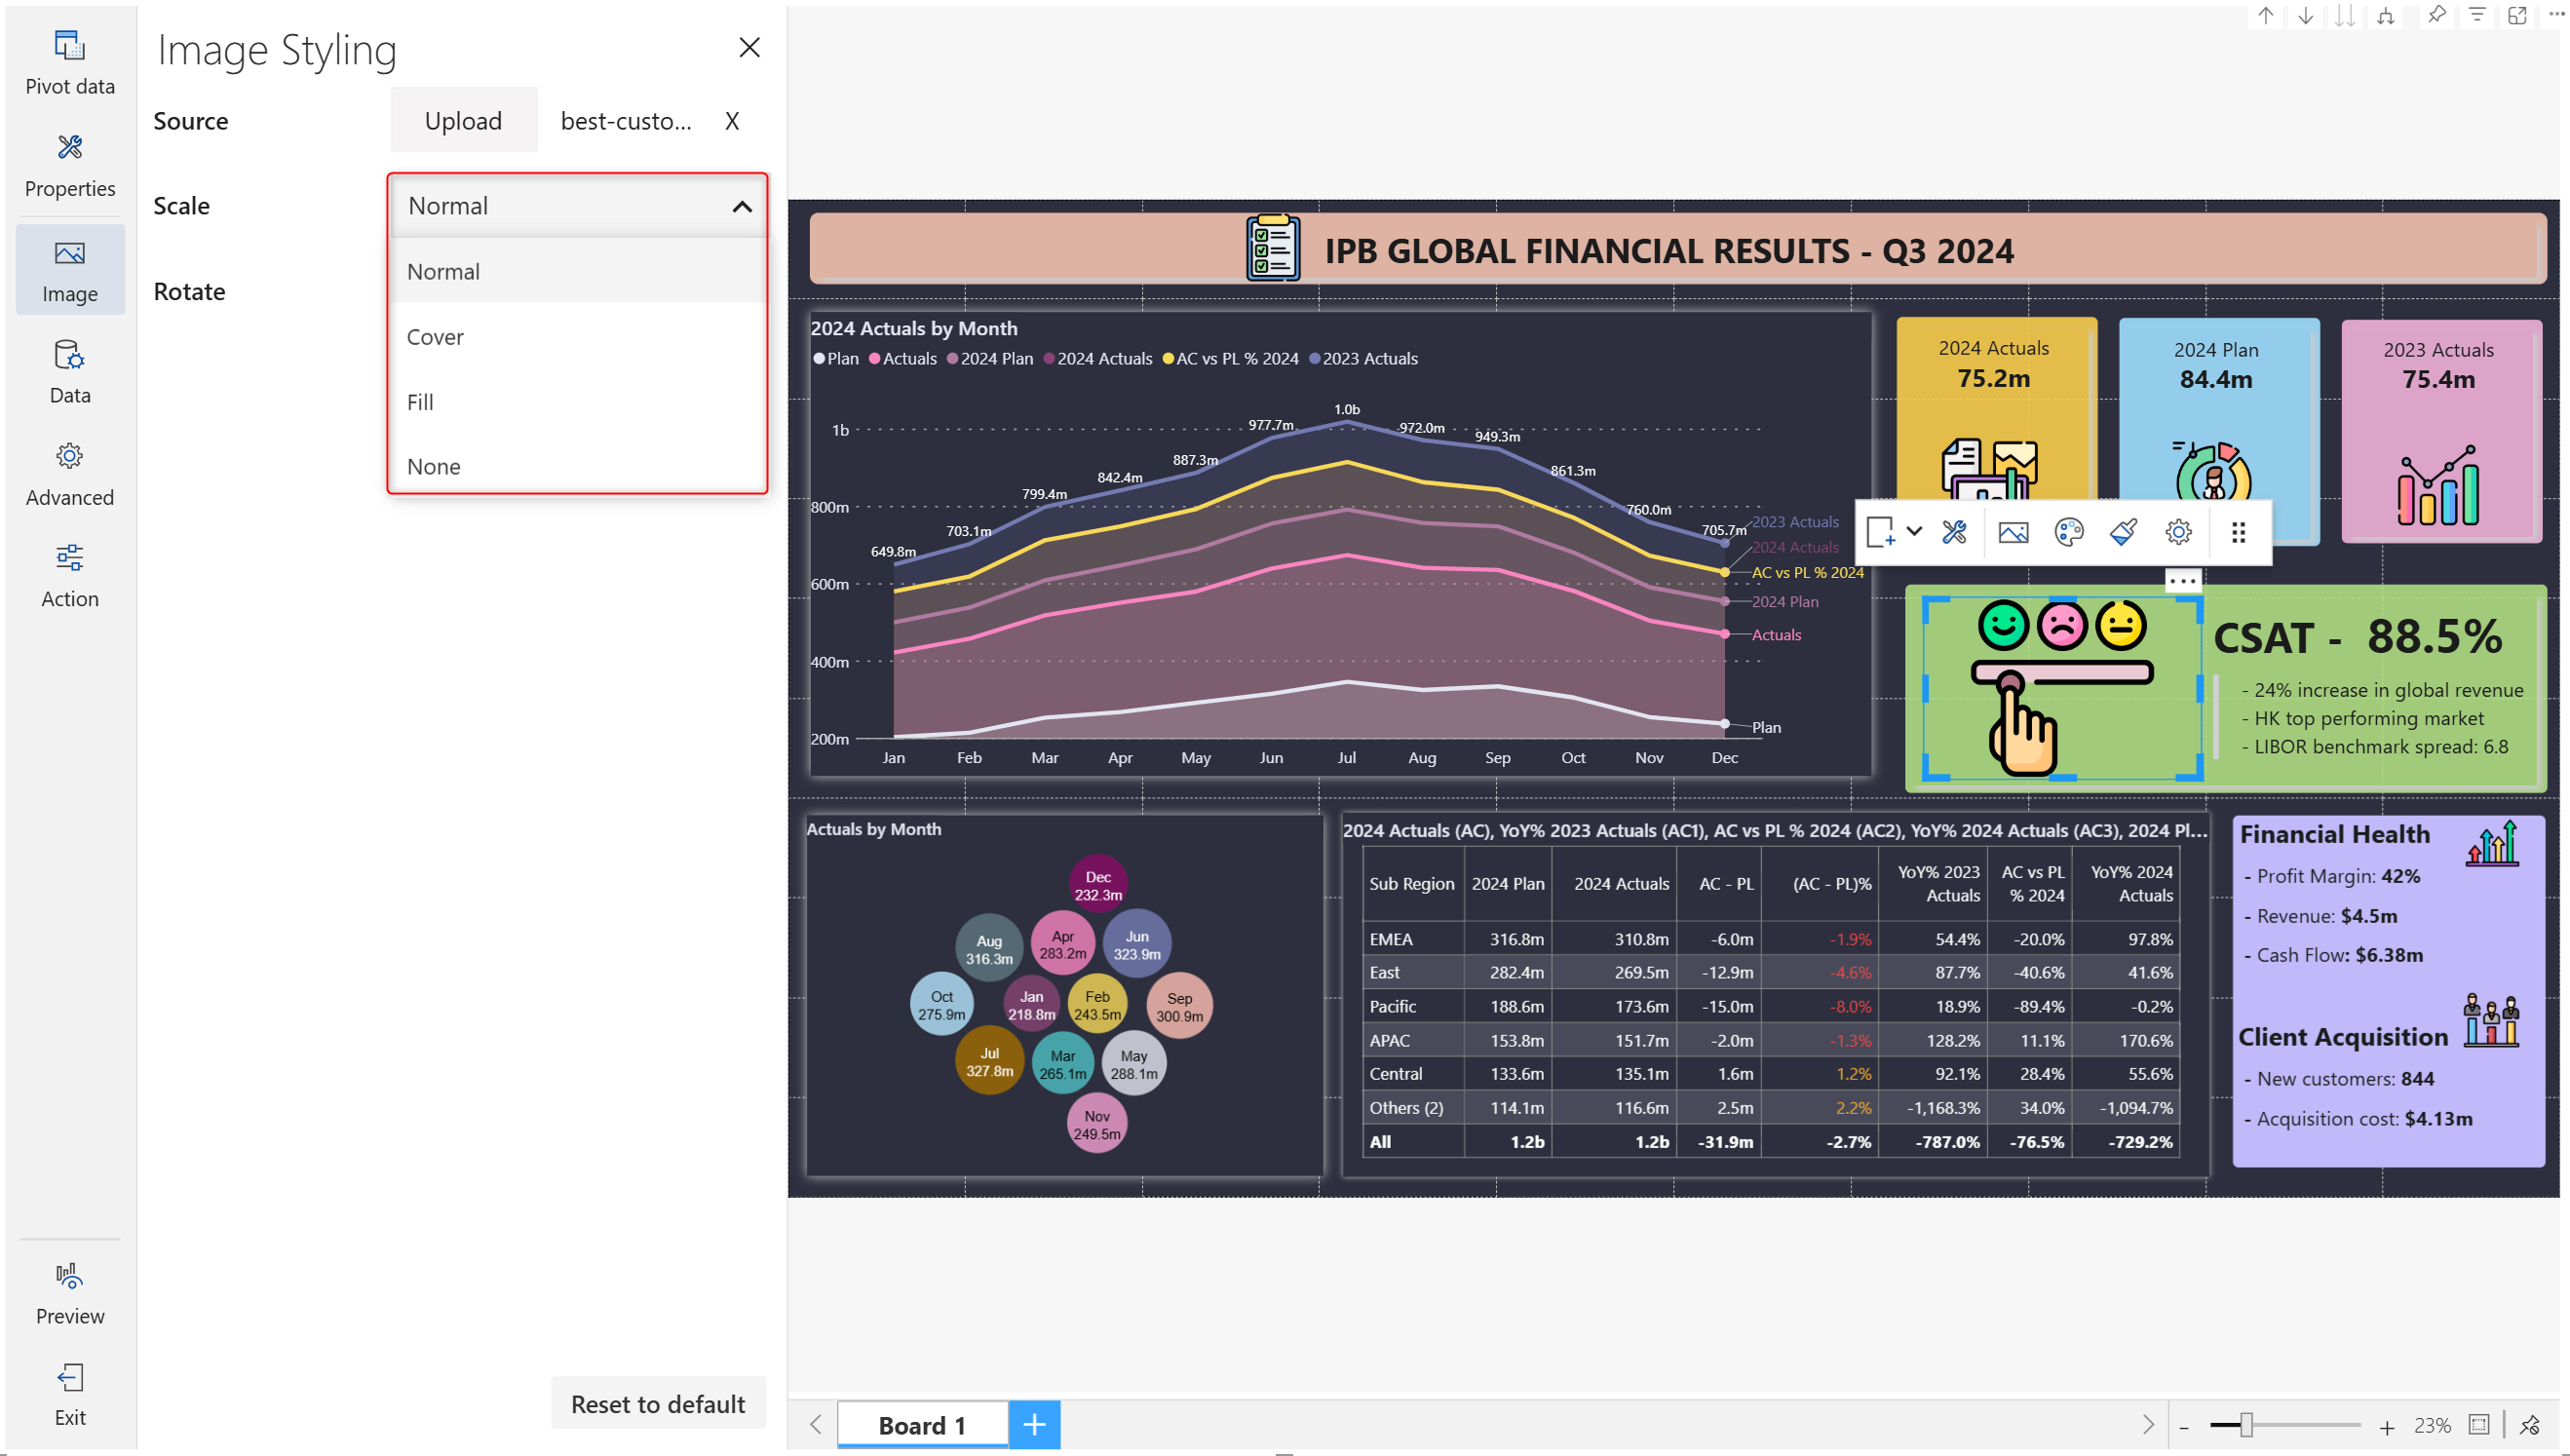 Pivot data
Properties
Image
Data
Advanced
Action
Preview
Exit
Image Styling
Source
Upload
best-custo...
X
Scale
Normal
Normal
Cover
Fill
None
Rotate
Reset to default
IPB GLOBAL FINANCIAL RESULTS - Q3 2024
2024 Actuals by Month
Plan Actuals 2024 Plan 2024 Actuals AC vs PL % 2024 2023 Actuals
1b
800m
600m
400m
200m
649.8m
703.1m
799.4m
842.4m
887.3m
977.7m
1.0b
972.0m
949.3m
861.3m
760.0m
705.7m
2023 Actuals
2024 Actuals
AC vs PL % 2024
2024 Plan
Actuals
Plan
Jan Feb Mar Apr May Jun Jul Aug Sep Oct Nov Dec
2024 Actuals
75.2m
2024 Plan
84.4m
2023 Actuals
75.4m
CSAT - 88.5%
- 24% increase in global revenue
- HK top performing market
- LIBOR benchmark spread: 6.8
Actuals by Month
Dec
232.3m
Aug
316.3m
Apr
283.2m
Jun
323.9m
Oct
275.9m
Jan
218.8m
Feb
243.5m
Sep
300.9m
Jul
327.8m
Mar
265.1m
May
288.1m
Nov
249.5m
2024 Actuals (AC), YoY% 2023 Actuals (AC1), AC vs PL % 2024 (AC2), YoY% 2024 Actuals (AC3), 2024 Pl...
Sub Region 2024 Plan 2024 Actuals AC - PL (AC - PL)% YoY% 2023 Actuals AC vs PL % 2024 YoY% 2024 Actuals
EMEA 316.8m 310.8m -6.0m -1.9% 54.4% -20.0% 97.8%
East 282.4m 269.5m -12.9m -4.6% 87.7% -40.6% 41.6%
Pacific 188.6m 173.6m -15.0m -8.0% 18.9% -89.4% -0.2%
APAC 153.8m 151.7m -2.0m -1.3% 128.2% 11.1% 170.6%
Central 133.6m 135.1m 1.6m 1.2% 92.1% 28.4% 55.6%
Others (2) 114.1m 116.6m 2.5m 2.2% -1,168.3% 34.0% -1,094.7%
All 1.2b 1.2b -31.9m -2.7% -787.0% -76.5% -729.2%
Financial Health
- Profit Margin: 42%
- Revenue: $4.5m
- Cash Flow: $6.38m
Client Acquisition
- New customers: 844
- Acquisition cost: $4.13m
Board 1
+
- + 23%